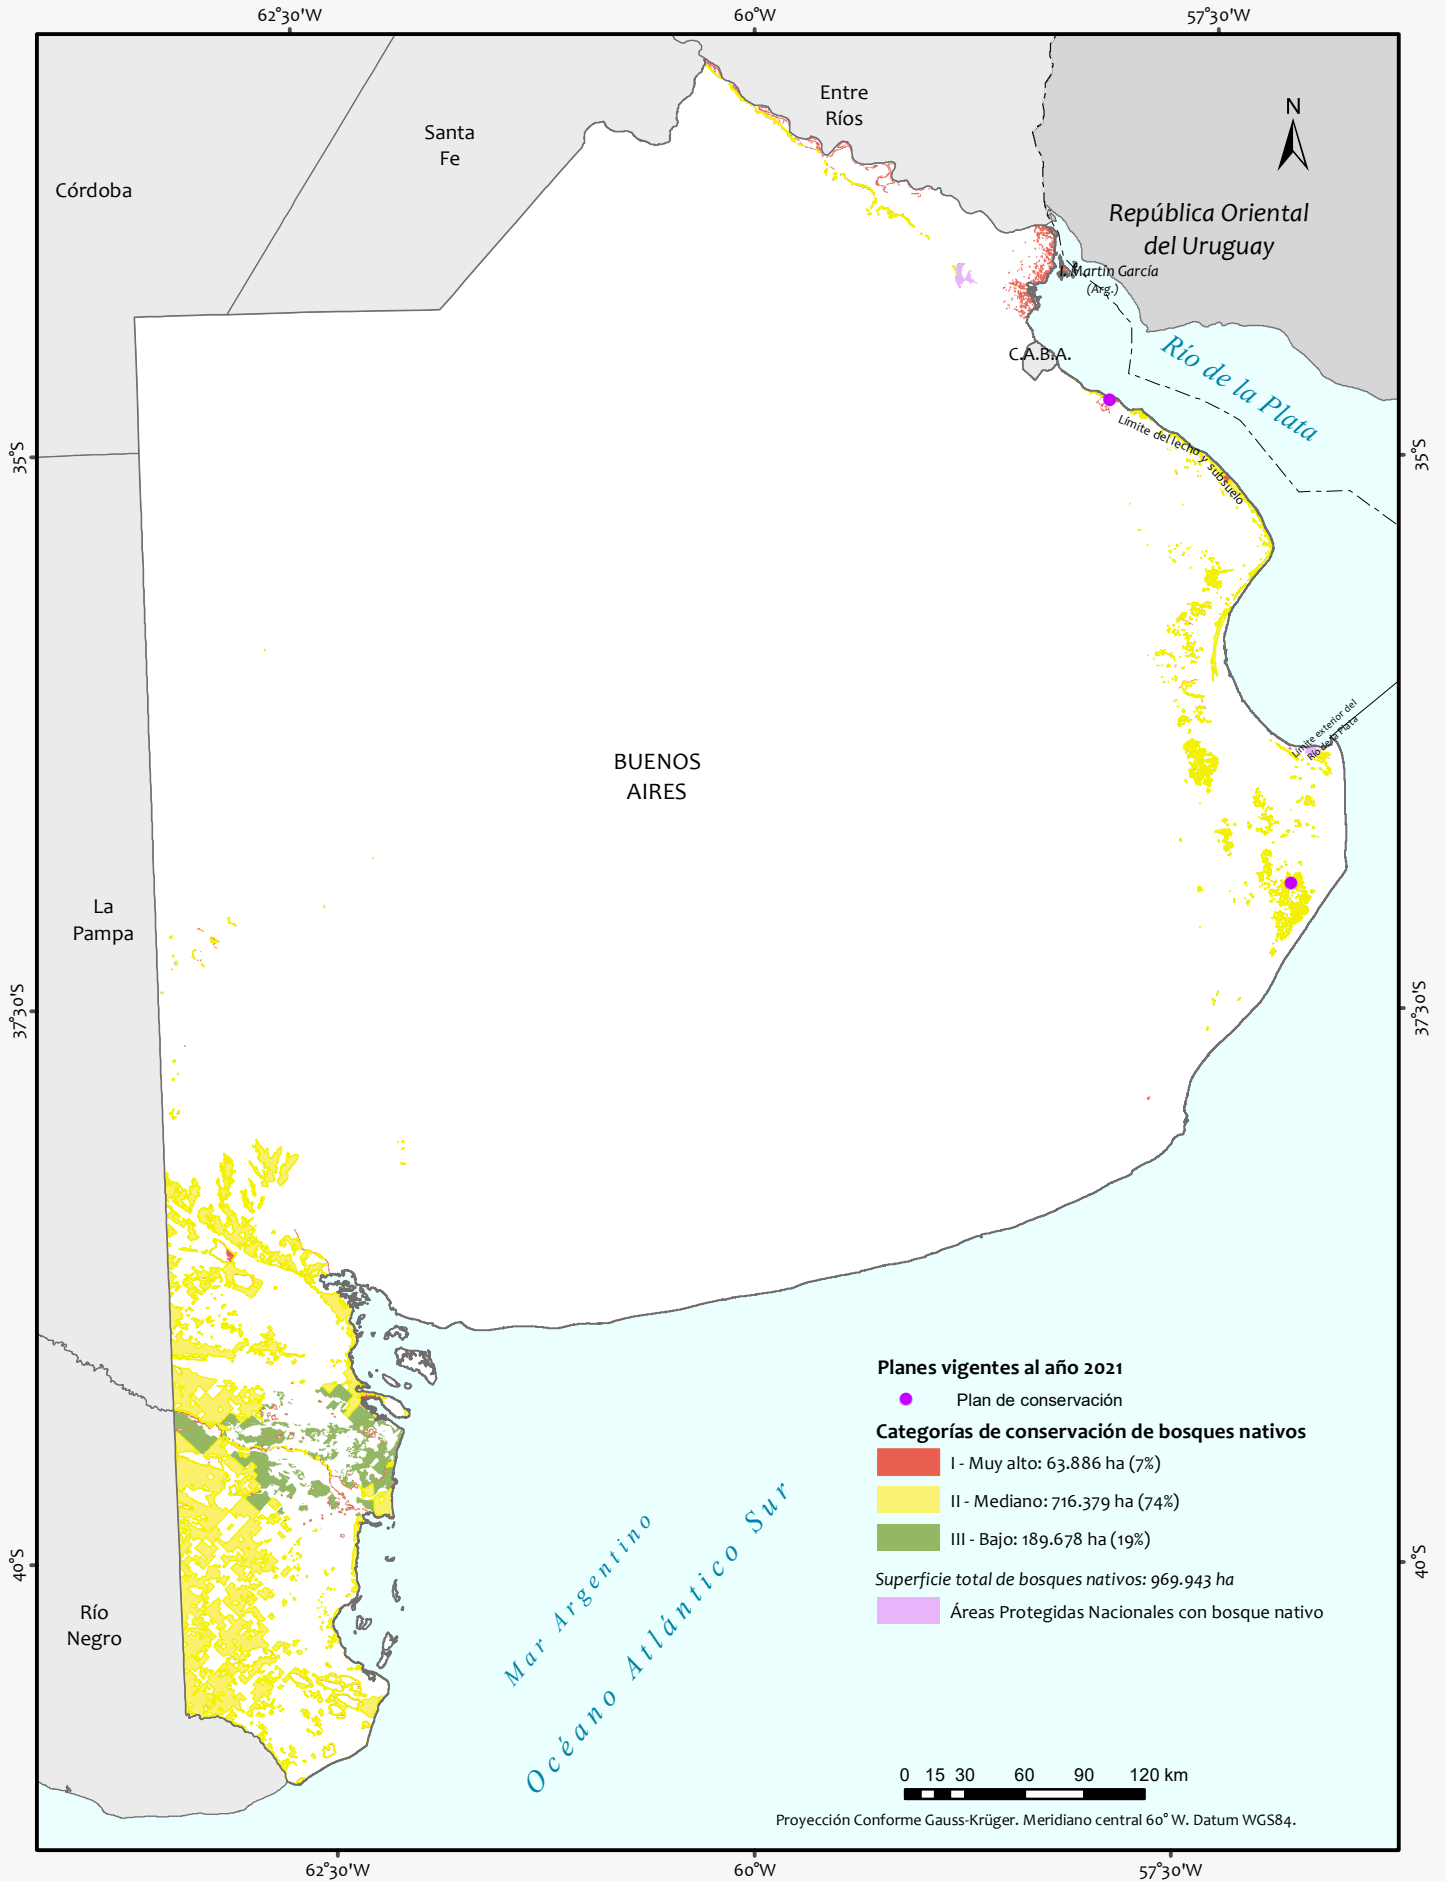 62°30'W
60°W
57°30'W
Entre
Ríos
Santa
Fe
Córdoba
N
República Oriental
del Uruguay
I. Martín García
(Arg.)
C.A.B.A.
Río de la Plata
Límite del lecho y subsuelo
35°S
35°S
Límite exterior del
Río de la Plata
BUENOS
AIRES
La
Pampa
37°30'S
37°30'S
Planes vigentes al año 2021
Plan de conservación
Categorías de conservación de bosques nativos
I - Muy alto: 63.886 ha (7%)
II - Mediano: 716.379 ha (74%)
III - Bajo: 189.678 ha (19%)
Superficie total de bosques nativos: 969.943 ha
Áreas Protegidas Nacionales con bosque nativo
40°S
40°S
Río
Negro
Mar Argentino
Océano Atlántico Sur
0 15 30 60 90 120 km
Proyección Conforme Gauss-Krüger. Meridiano central 60° W. Datum WGS84.
62°30'W
60°W
57°30'W